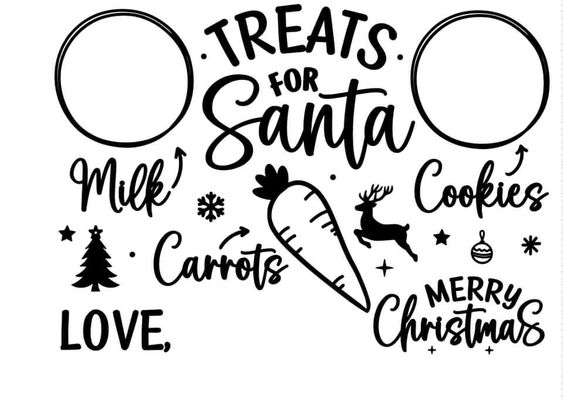 TREATS
FOR
Santa
Milk
Cookies
Carrots
MERRY
Christmas
LOVE,